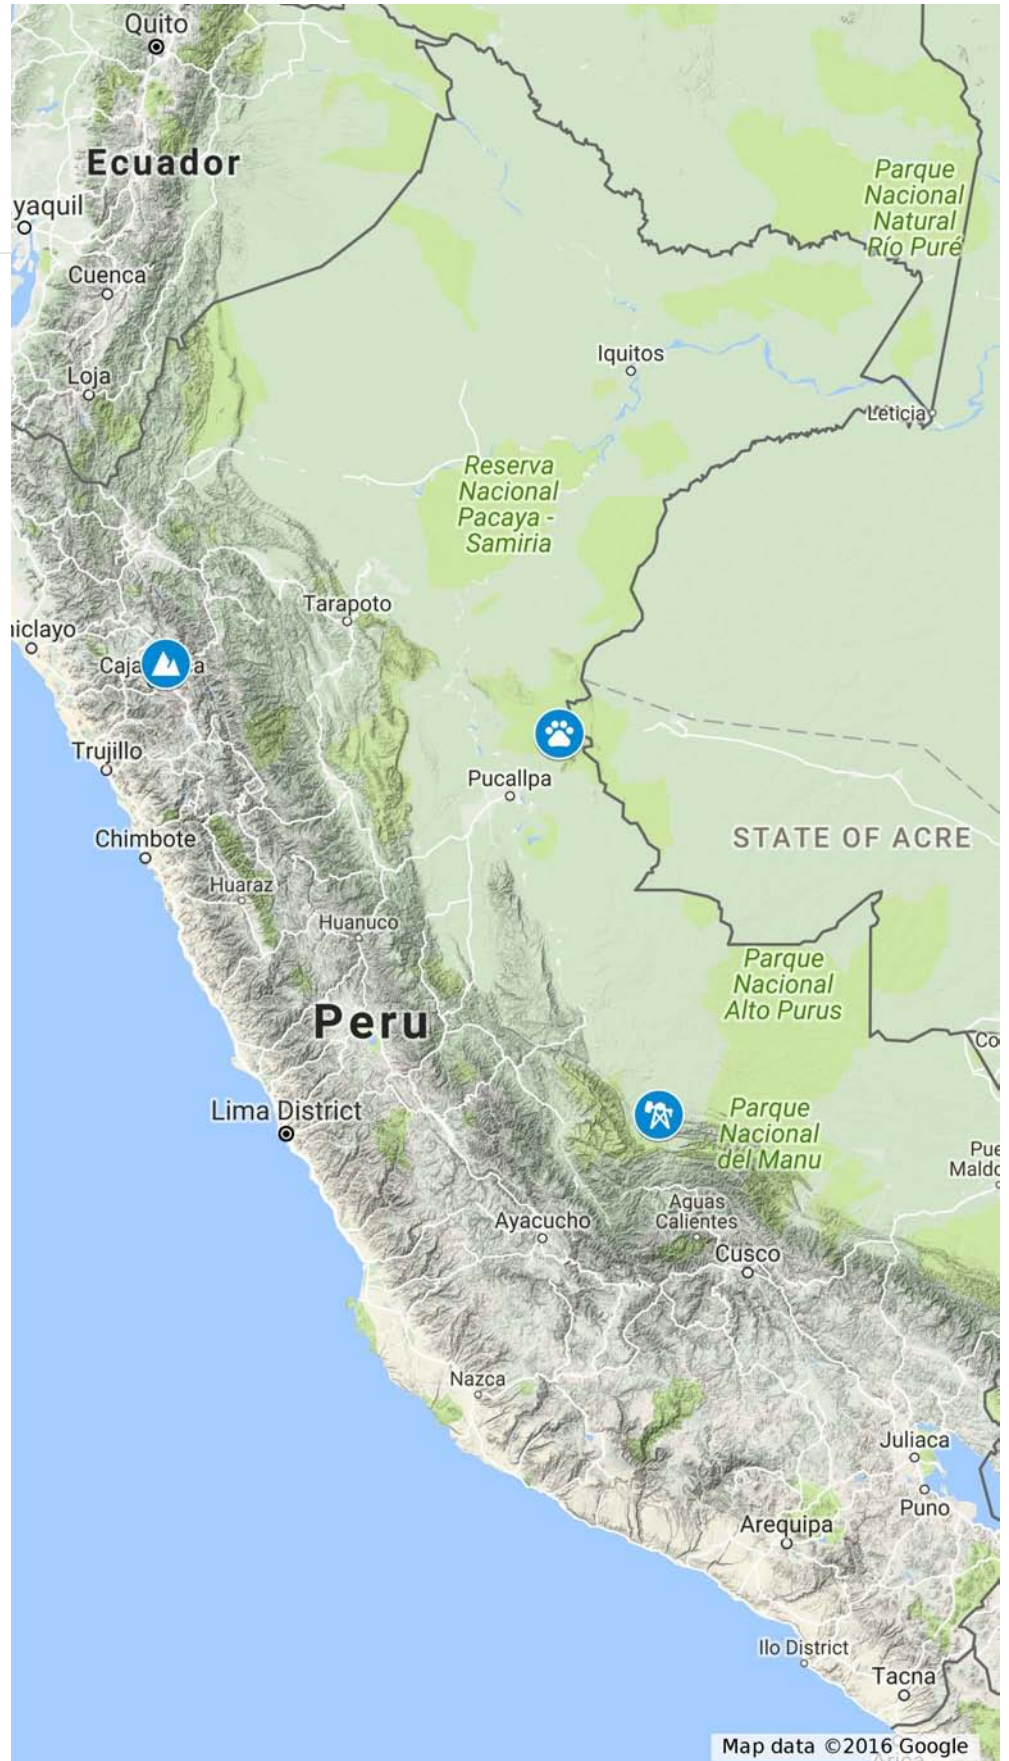 Quito
Ecuador
yaquil
Cuenca
Loja
Parque
Nacional
Natural
Río Puré
Iquitos
Leticia
Reserva
Nacional
Pacaya -
Samiria
Tarapoto
iclayo
Caja
a
Trujillo
Pucallpa
Chimbote
STATE OF ACRE
Huaraz
Huanuco
Parque
Nacional
Alto Purus
Peru
Co
Lima District
Parque
Nacional
del Manu
Pue
Maldo
Ayacucho
Aguas
Calientes
Cusco
Nazca
Juliaca
Puno
Arequipa
Ilo District
Tacna
Map data ©2016 Google